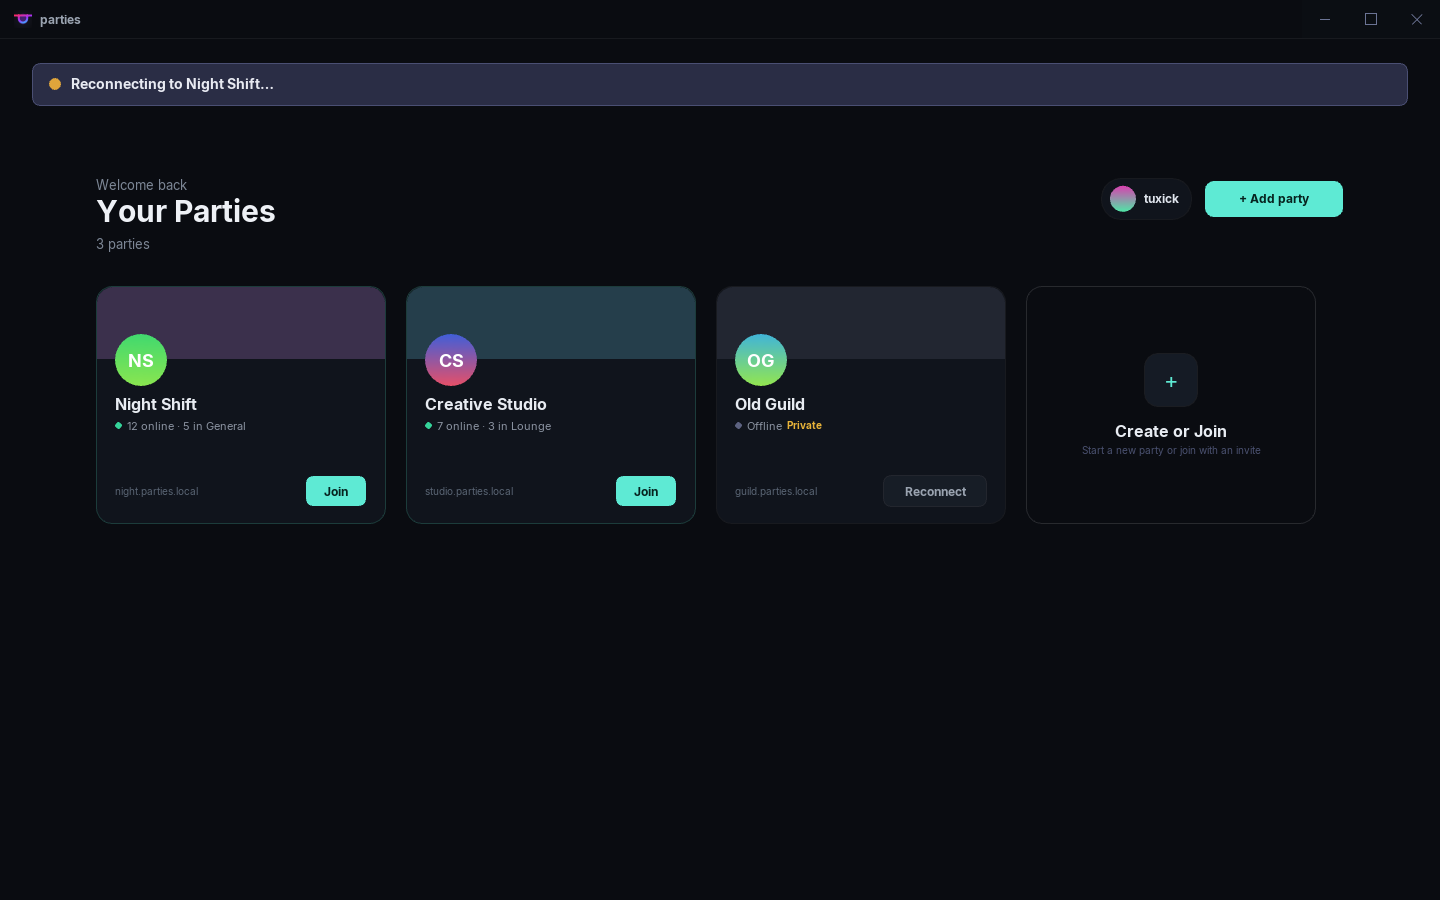 parties
Reconnecting to Night Shift...
Welcome back
Your Parties
3 parties
tuxick
+ Add party
NS
Night Shift
12 online · 5 in General
night.parties.local
Join
CS
Creative Studio
7 online · 3 in Lounge
studio.parties.local
Join
OG
Old Guild
Offline Private
guild.parties.local
Reconnect
+
Create or Join
Start a new party or join with an invite